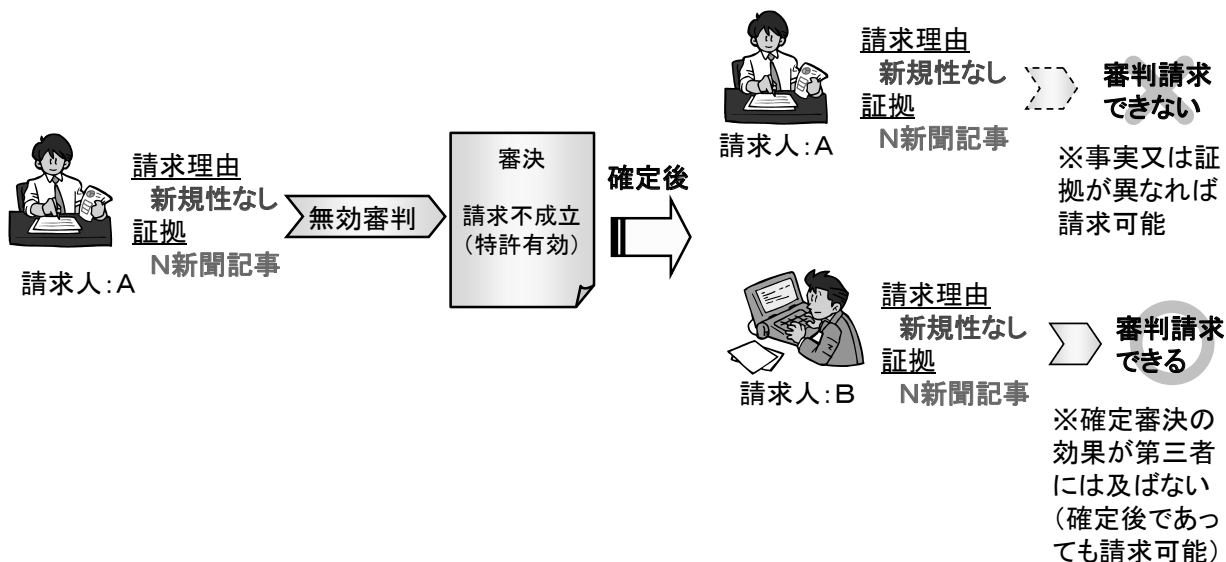 請求理由
新規性なし
証拠
N新聞記事
請求人:A
無効審判
審決
請求不成立
(特許有効)
確定後
請求理由
新規性なし
証拠
N新聞記事
請求人:A
審判請求
できない
※事実又は証
拠が異なれば
請求可能
請求理由
新規性なし
証拠
N新聞記事
請求人:B
審判請求
できる
※確定審決の
効果が第三者
には及ばない
(確定後であっ
ても請求可能)